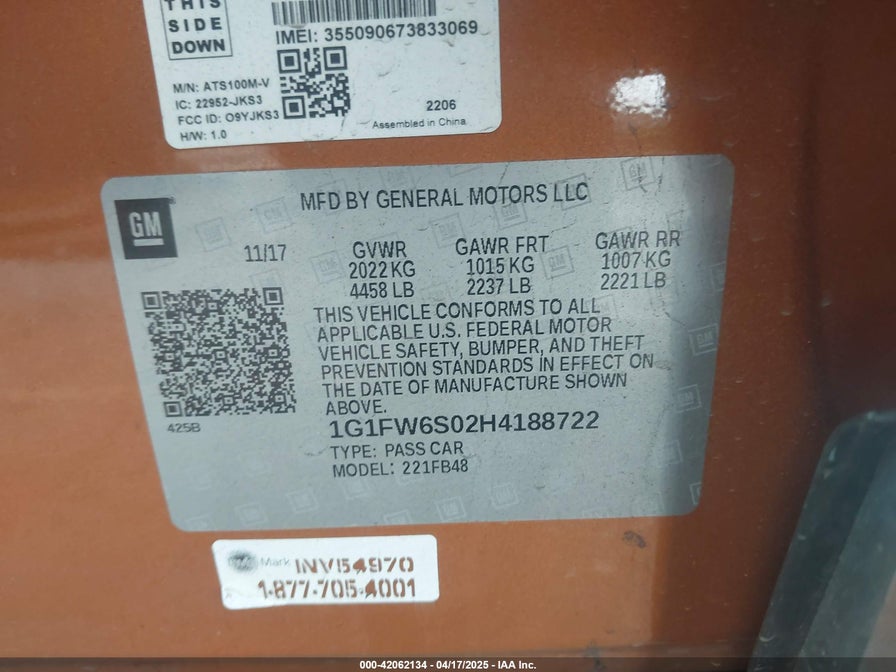 THIS
SIDE
DOWN
IMEI: 355090673833069
M/N: ATS100M-V
IC: 22952-JKS3
FCC ID: O9YJKS3
H/W: 1.0
2206
Assembled in China
GM
MFD BY GENERAL MOTORS LLC
11/17
GVWR
2022 KG
4458 LB
GAWR FRT
1015 KG
2237 LB
GAWR RR
1007 KG
2221 LB
THIS VEHICLE CONFORMS TO ALL
APPLICABLE U.S. FEDERAL MOTOR
VEHICLE SAFETY, BUMPER, AND THEFT
PREVENTION STANDARDS IN EFFECT ON
THE DATE OF MANUFACTURE SHOWN
ABOVE.
425B
1G1FW6S02H4188722
TYPE: PASS CAR
MODEL: 221FB48
Mark INV54970
1-877-705-4001
000-42062134 - 04/17/2025 - IAA Inc.